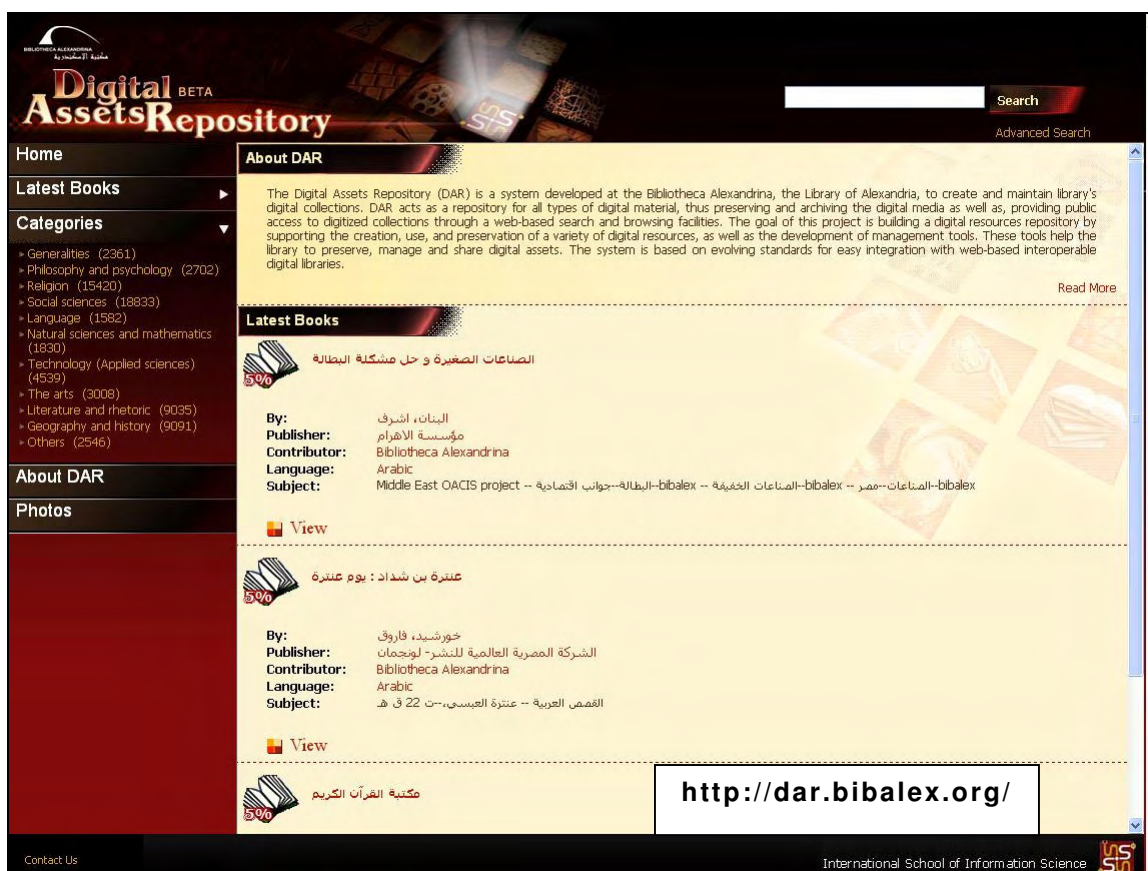 BIBLIOTHECA ALEXANDRINA
مكتبة الإسكندرية
Digital BETA
AssetsRepository
Search
Advanced Search
Home
Latest Books
Categories
Generalities (2361)
Philosophy and psychology (2702)
Religion (15420)
Social sciences (18833)
Language (1582)
Natural sciences and mathematics
(1830)
Technology (Applied sciences)
(4539)
The arts (3008)
Literature and rhetoric (9035)
Geography and history (9091)
Others (2546)
About DAR
Photos
About DAR
The Digital Assets Repository (DAR) is a system developed at the Bibliotheca Alexandrina, the Library of Alexandria, to create and maintain library's
digital collections. DAR acts as a repository for all types of digital material, thus preserving and archiving the digital media as well as, providing public
access to digitized collections through a web-based search and browsing facilities. The goal of this project is building a digital resources repository by
supporting the creation, use, and preservation of a variety of digital resources, as well as the development of management tools. These tools help the
library to preserve, manage and share digital assets. The system is based on evolving standards for easy integration with web-based interoperable
digital libraries.
Read More
Latest Books
5%
الصناعات الصغيرة و حل مشكلة البطالة
By: البنات، اشرف
Publisher: مؤسسة الاهرام
Contributor: Bibliotheca Alexandrina
Language: Arabic
Subject: Middle East OACIS project -- البطالة--جوانب اقتصادية--bibalex -- الصناعات الخفيفة--bibalex -- الصناعات--مصر--bibalex
View
5%
عنترة بن شداد : يوم عنترة
By: خورشيد، فاروق
Publisher: الشركة المصرية العالمية للنشر- لونجمان
Contributor: Bibliotheca Alexandrina
Language: Arabic
Subject: القصص العربية -- عنترة العبسي،--ت 22 ق هـ
View
5%
مكتبة القرآن الكريم
http://dar.bibalex.org/
Contact Us
International School of Information Science